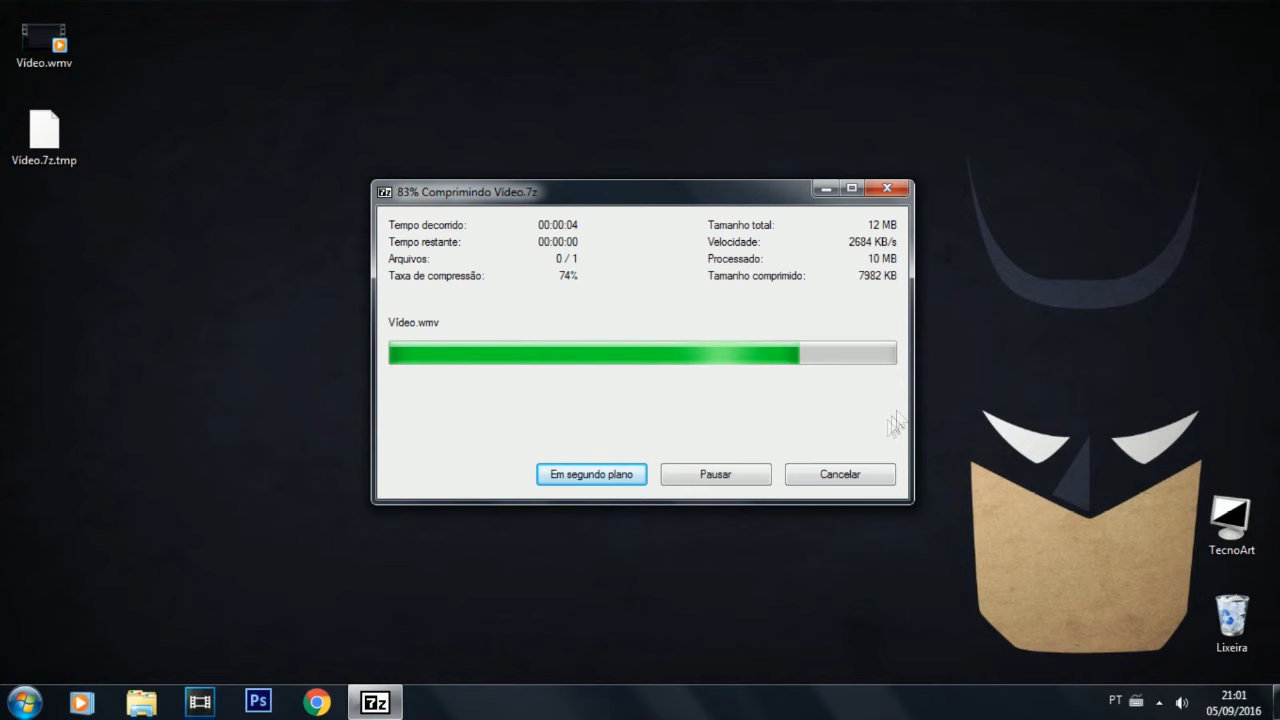 Vídeo.wmv
Vídeo.7z.tmp
7z 83% Comprimindo Vídeo.7z
Tempo decorrido: 00:00:04 Tamanho total: 12 MB
Tempo restante: 00:00:00 Velocidade: 2684 KB/s
Arquivos: 0 / 1 Processado: 10 MB
Taxa de compressão: 74% Tamanho comprimido: 7982 KB
Vídeo.wmv
Em segundo plano Pausar Cancelar
TecnoArt
Lixeira
Ps 7z PT 21:01
05/09/2016